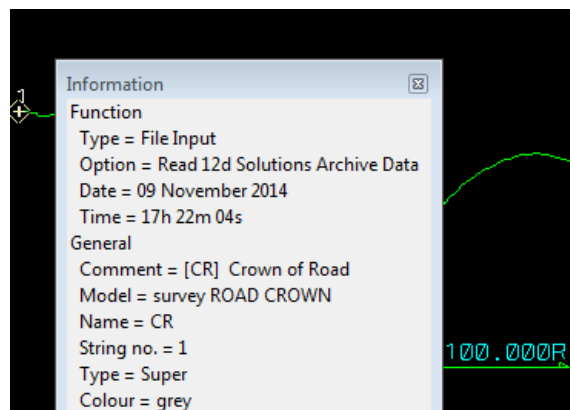 1
Information
Function
Type = File Input
Option = Read 12d Solutions Archive Data
Date = 09 November 2014
Time = 17h 22m 04s
General
Comment = [CR]  Crown of Road
Model = survey ROAD CROWN
Name = CR
String no. = 1
100.000R
Type = Super
Colour = grey